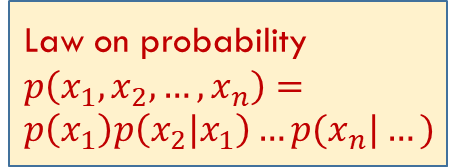 Law on probability
p(x₁, x₂, … , xₙ) =
p(x₁)p(x₂|x₁) … p(xₙ| … )